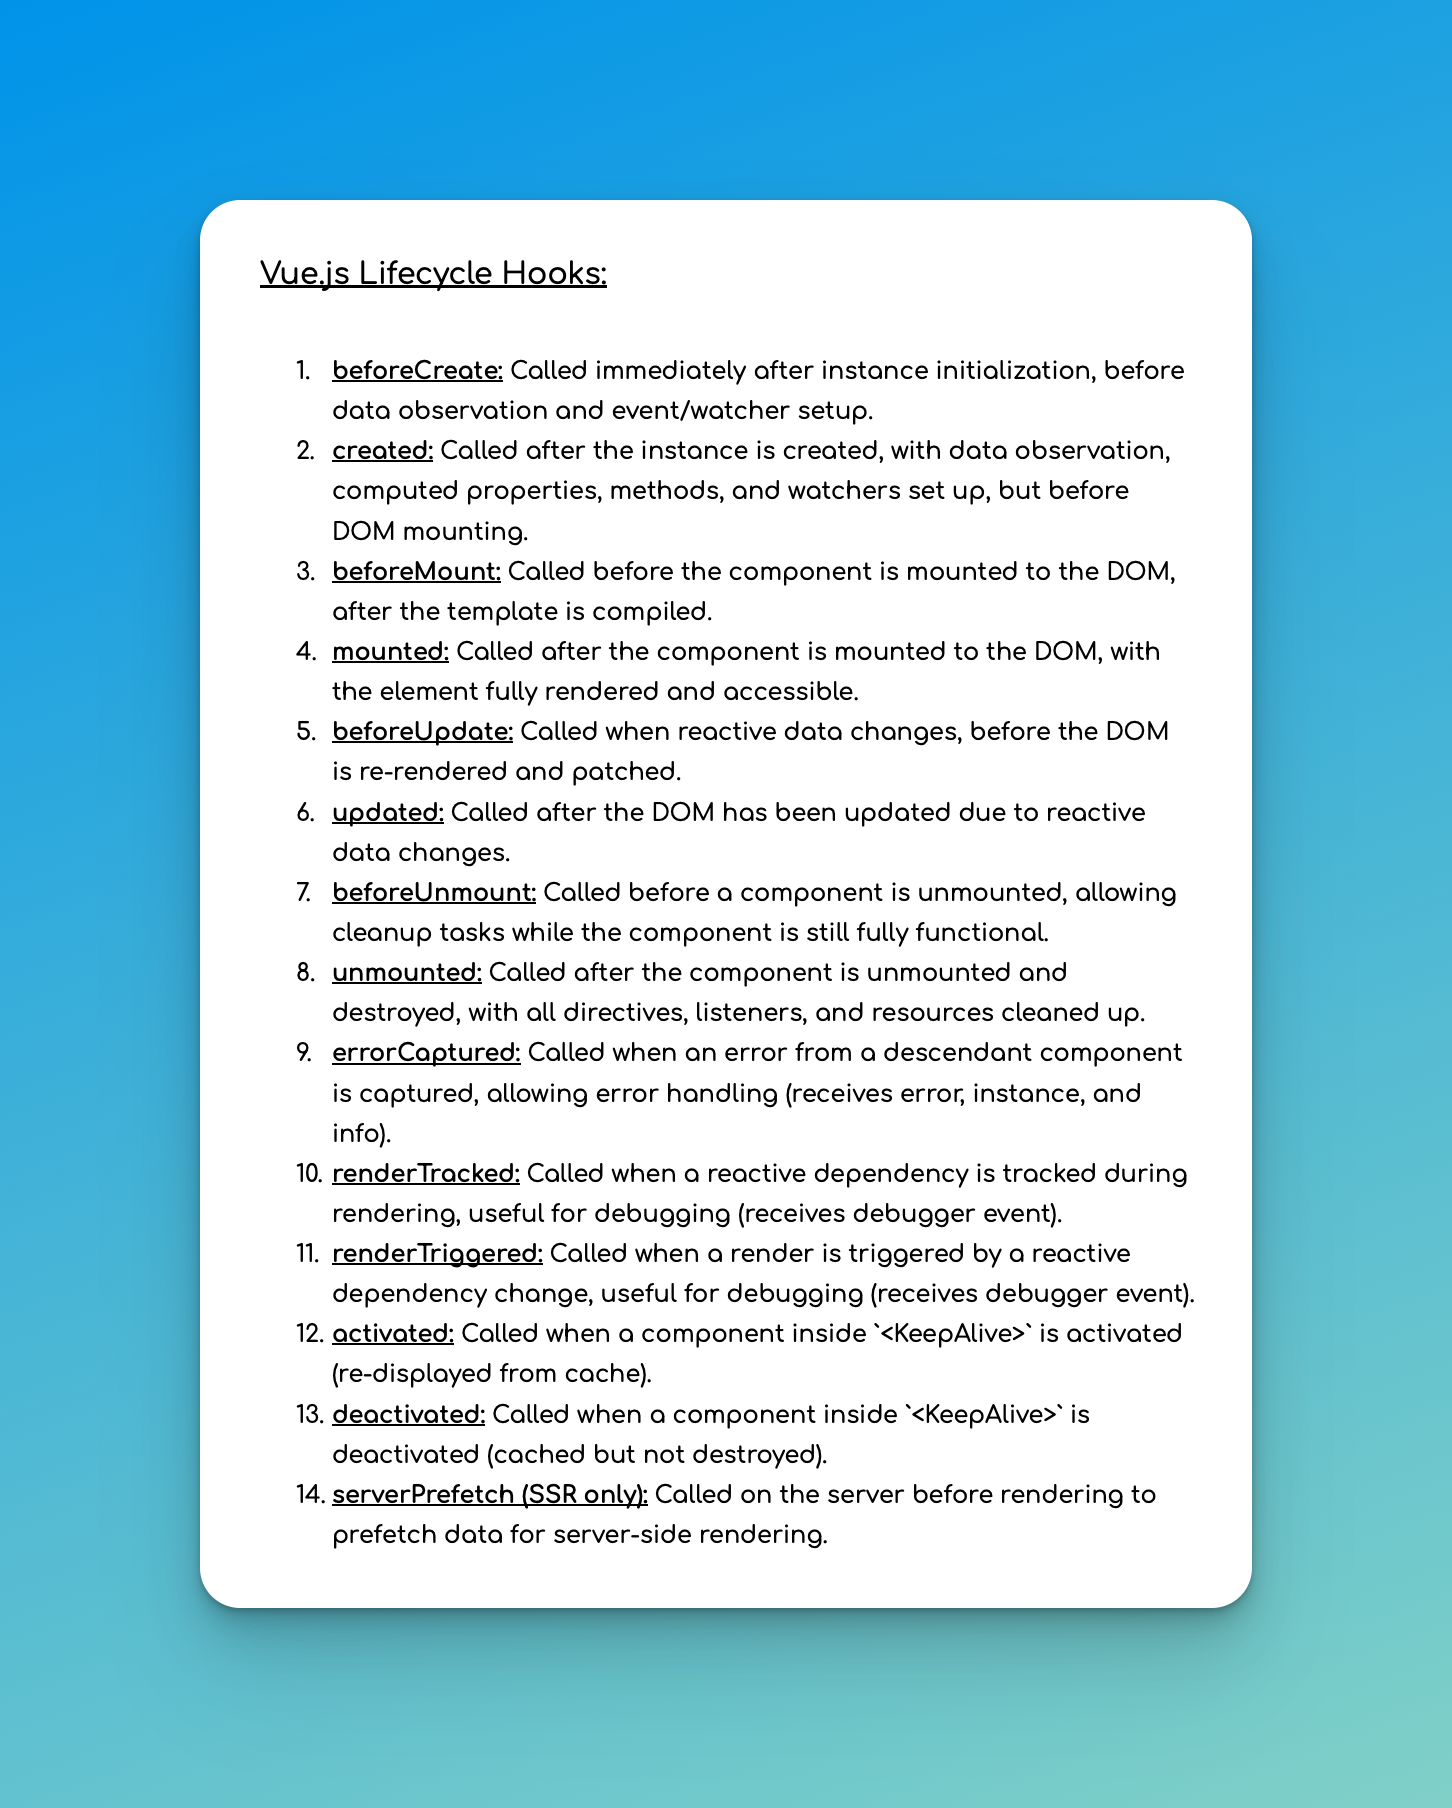 Vue.js Lifecycle Hooks:
1. beforeCreate: Called immediately after instance initialization, before
data observation and event/watcher setup.
2. created: Called after the instance is created, with data observation,
computed properties, methods, and watchers set up, but before
DOM mounting.
3. beforeMount: Called before the component is mounted to the DOM,
after the template is compiled.
4. mounted: Called after the component is mounted to the DOM, with
the element fully rendered and accessible.
5. beforeUpdate: Called when reactive data changes, before the DOM
is re-rendered and patched.
6. updated: Called after the DOM has been updated due to reactive
data changes.
7. beforeUnmount: Called before a component is unmounted, allowing
cleanup tasks while the component is still fully functional.
8. unmounted: Called after the component is unmounted and
destroyed, with all directives, listeners, and resources cleaned up.
9. errorCaptured: Called when an error from a descendant component
is captured, allowing error handling (receives error, instance, and
info).
10. renderTracked: Called when a reactive dependency is tracked during
rendering, useful for debugging (receives debugger event).
11. renderTriggered: Called when a render is triggered by a reactive
dependency change, useful for debugging (receives debugger event).
12. activated: Called when a component inside `<KeepAlive>` is activated
(re-displayed from cache).
13. deactivated: Called when a component inside `<KeepAlive>` is
deactivated (cached but not destroyed).
14. serverPrefetch (SSR only): Called on the server before rendering to
prefetch data for server-side rendering.